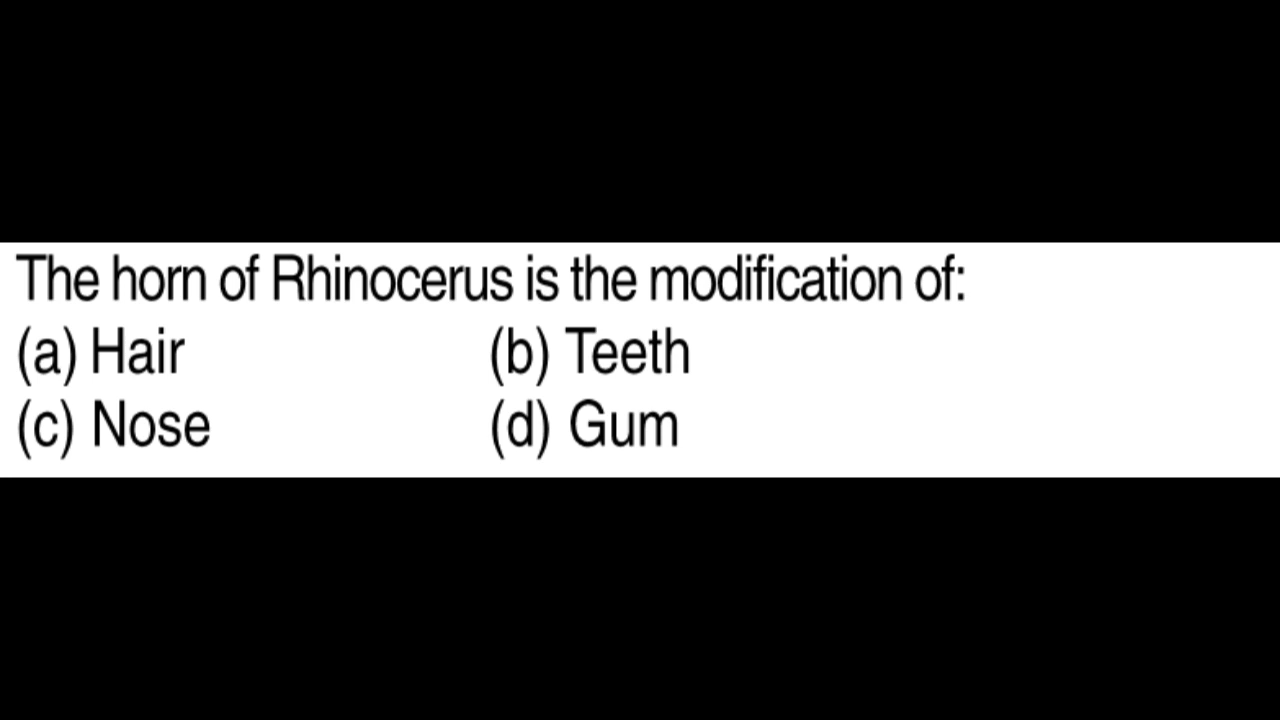 The horn of Rhinocerus is the modification of:
(a) Hair (b) Teeth
(c) Nose (d) Gum